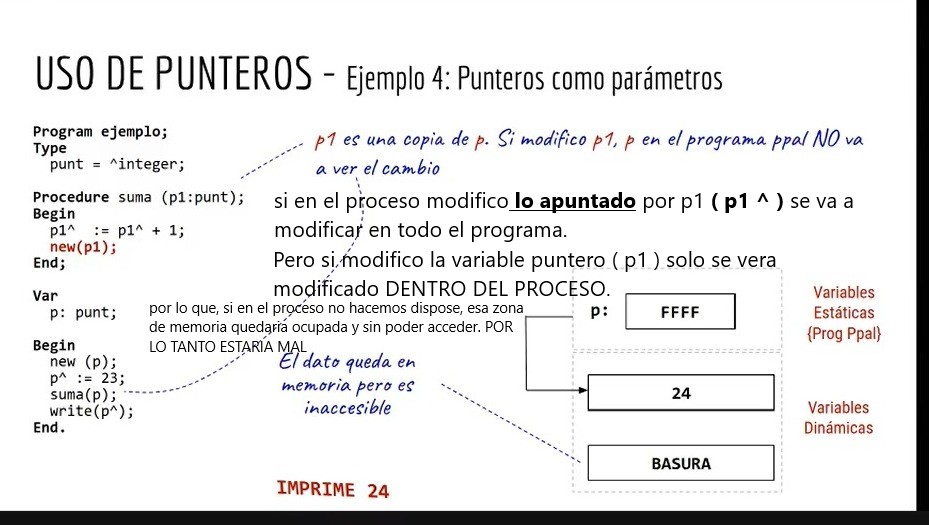 USO DE PUNTEROS - Ejemplo 4: Punteros como parámetros
Program ejemplo;
Type
punt = ^integer;
Procedure suma (p1:punt);
Begin
p1^ := p1^ + 1;
new(p1);
End;
Var
p: punt;
Begin
new (p);
p^ := 23;
suma(p);
write(p^);
End.
p1 es una copia de p. Si modifico p1, p en el programa ppal NO va
a ver el cambio
si en el proceso modifico lo apuntado por p1 ( p1 ^ ) se va a
modificar en todo el programa.
Pero si modifico la variable puntero ( p1 ) solo se vera
modificado DENTRO DEL PROCESO.
por lo que, si en el proceso no hacemos dispose, esa zona
de memoria quedaría ocupada y sin poder acceder. POR
LO TANTO ESTARÍA MAL
El dato queda en
memoria pero es
inaccesible
p:
FFFF
24
BASURA
Variables
Estáticas
{Prog Ppal}
Variables
Dinámicas
IMPRIME 24